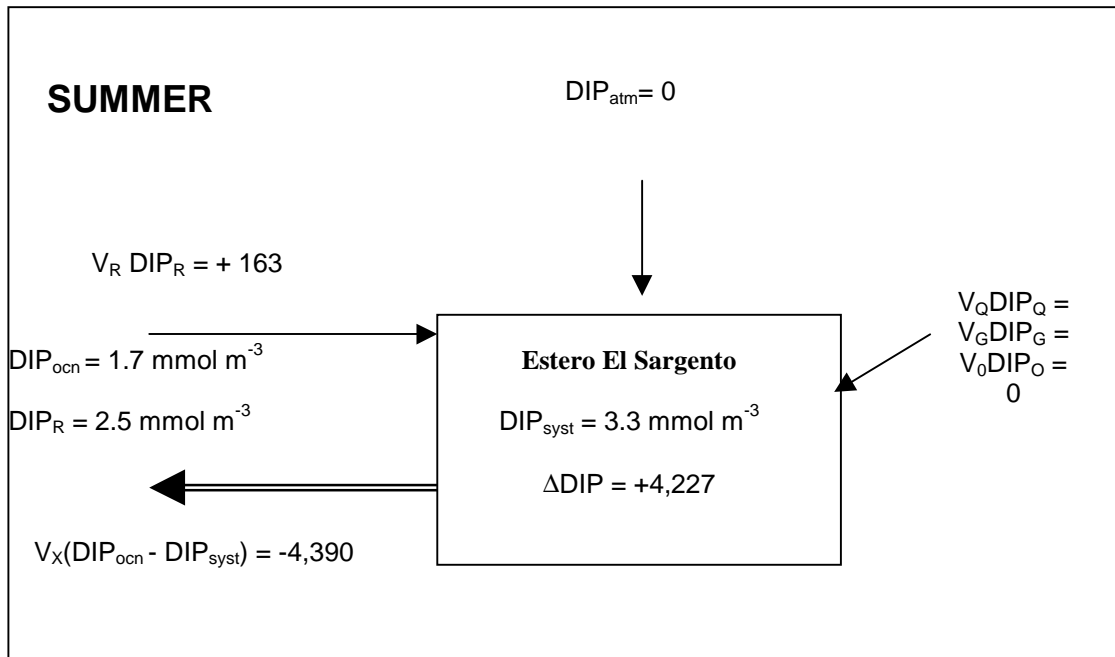 SUMMER
DIPatm= 0
VR DIPR = + 163
DIPocn = 1.7 mmol m-3
DIPR = 2.5 mmol m-3
VX(DIPocn - DIPsyst) = -4,390
Estero El Sargento
DIPsyst = 3.3 mmol m-3
ΔDIP = +4,227
VQDIPQ =
VGDIPG =
V0DIPO =
0